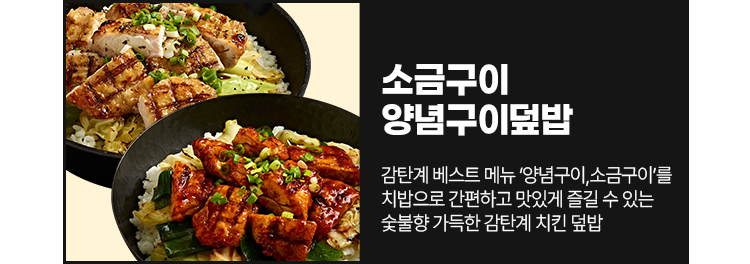 소금구이
양념구이덮밥
감탄계 베스트 메뉴 ‘양념구이,소금구이’를
치밥으로 간편하고 맛있게 즐길 수 있는
숯불향 가득한 감탄계 치킨 덮밥